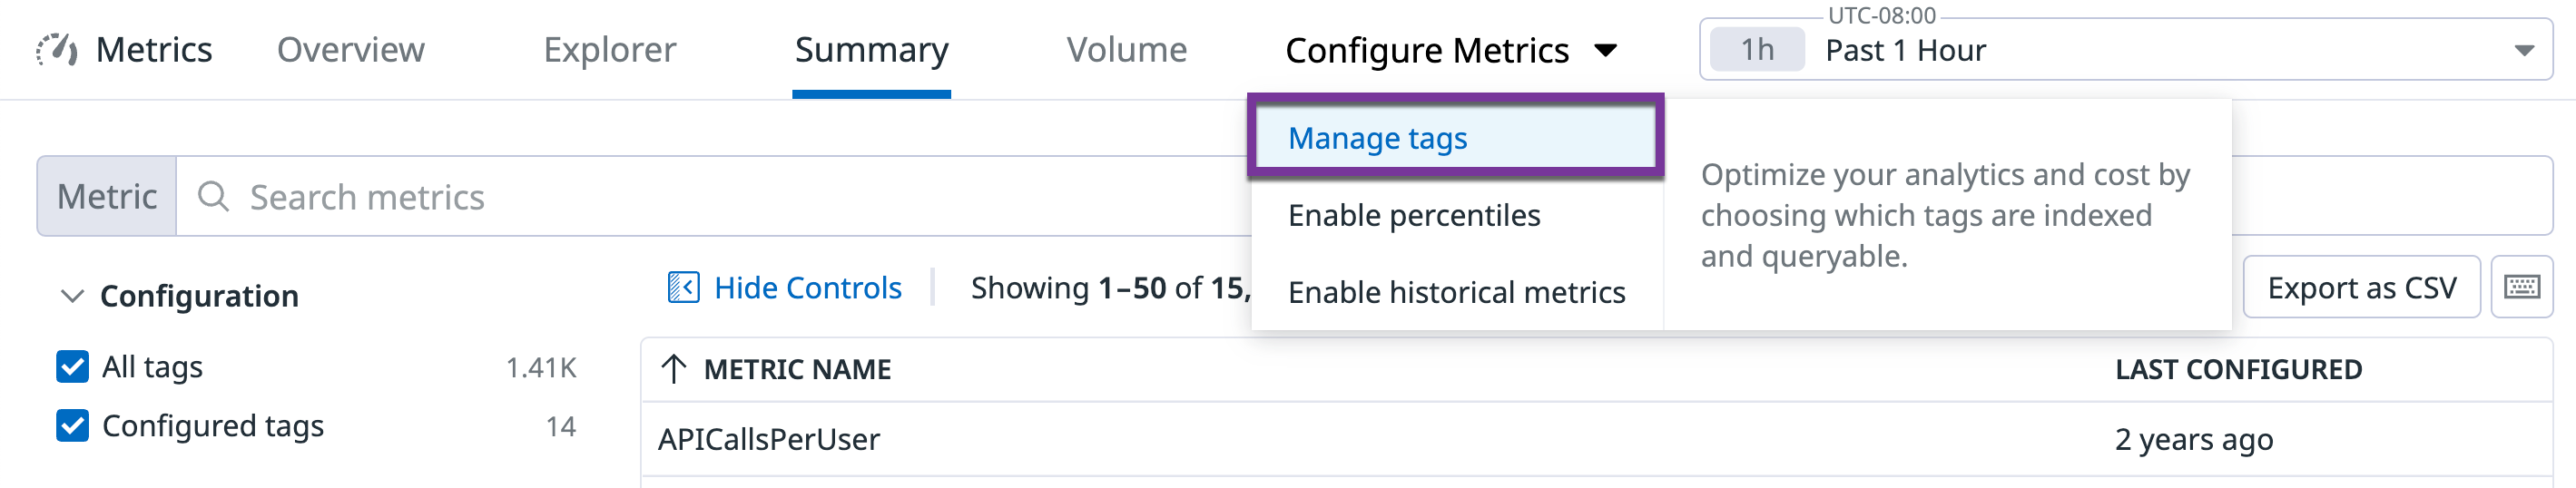 UTC-08:00
Metrics Overview Explorer Summary Volume Configure Metrics 1h Past 1 Hour
Manage tags
Enable percentiles
Enable historical metrics
Optimize your analytics and cost by
choosing which tags are indexed
and queryable.
Metric Search metrics
Configuration
All tags 1.41K
Configured tags 14
Hide Controls Showing 1–50 of 15,
Export as CSV
METRIC NAME LAST CONFIGURED
APICallsPerUser 2 years ago